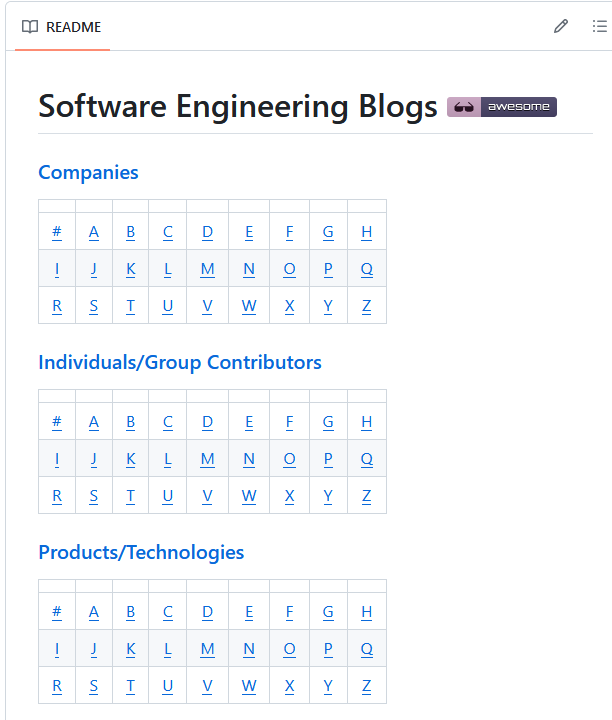 README
Software Engineering Blogs awesome
Companies
# A B C D E F G H
I J K L M N O P Q
R S T U V W X Y Z
Individuals/Group Contributors
# A B C D E F G H
I J K L M N O P Q
R S T U V W X Y Z
Products/Technologies
# A B C D E F G H
I J K L M N O P Q
R S T U V W X Y Z